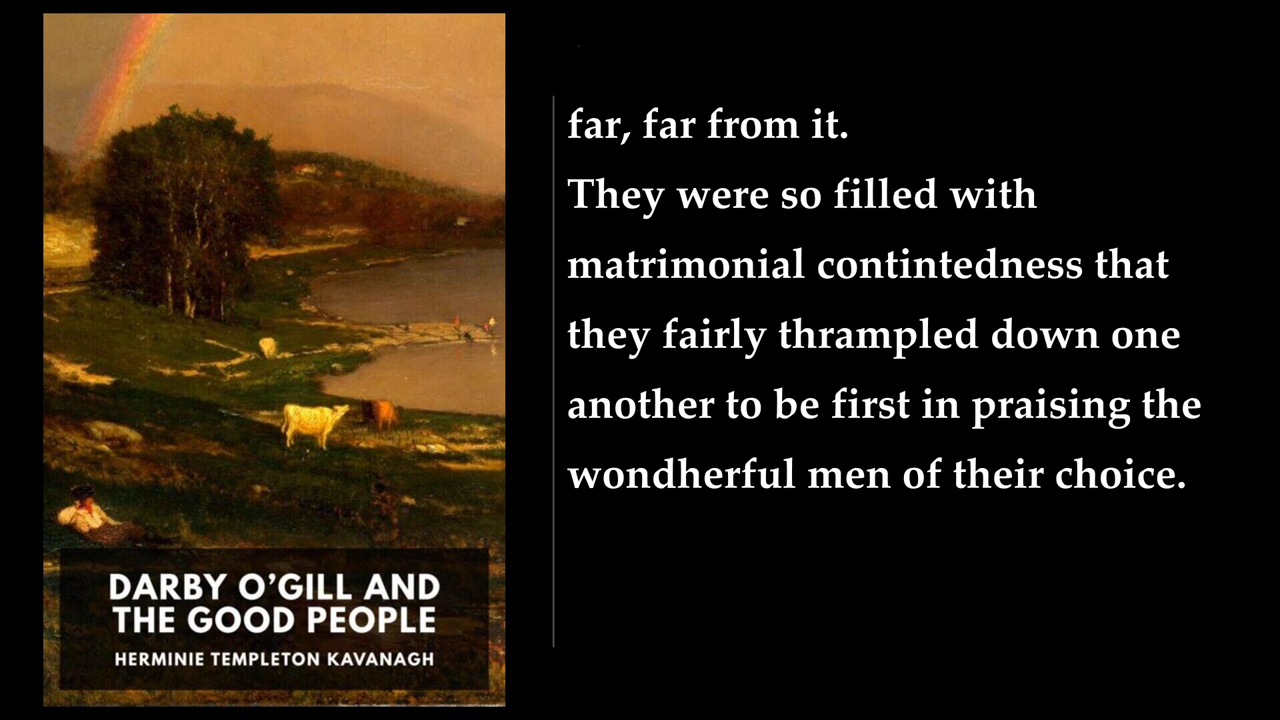 far, far from it.
They were so filled with
matrimonial contintedness that
they fairly thrampled down one
another to be first in praising the
wondherful men of their choice.
DARBY O’GILL AND
THE GOOD PEOPLE
HERMINIE TEMPLETON KAVANAGH